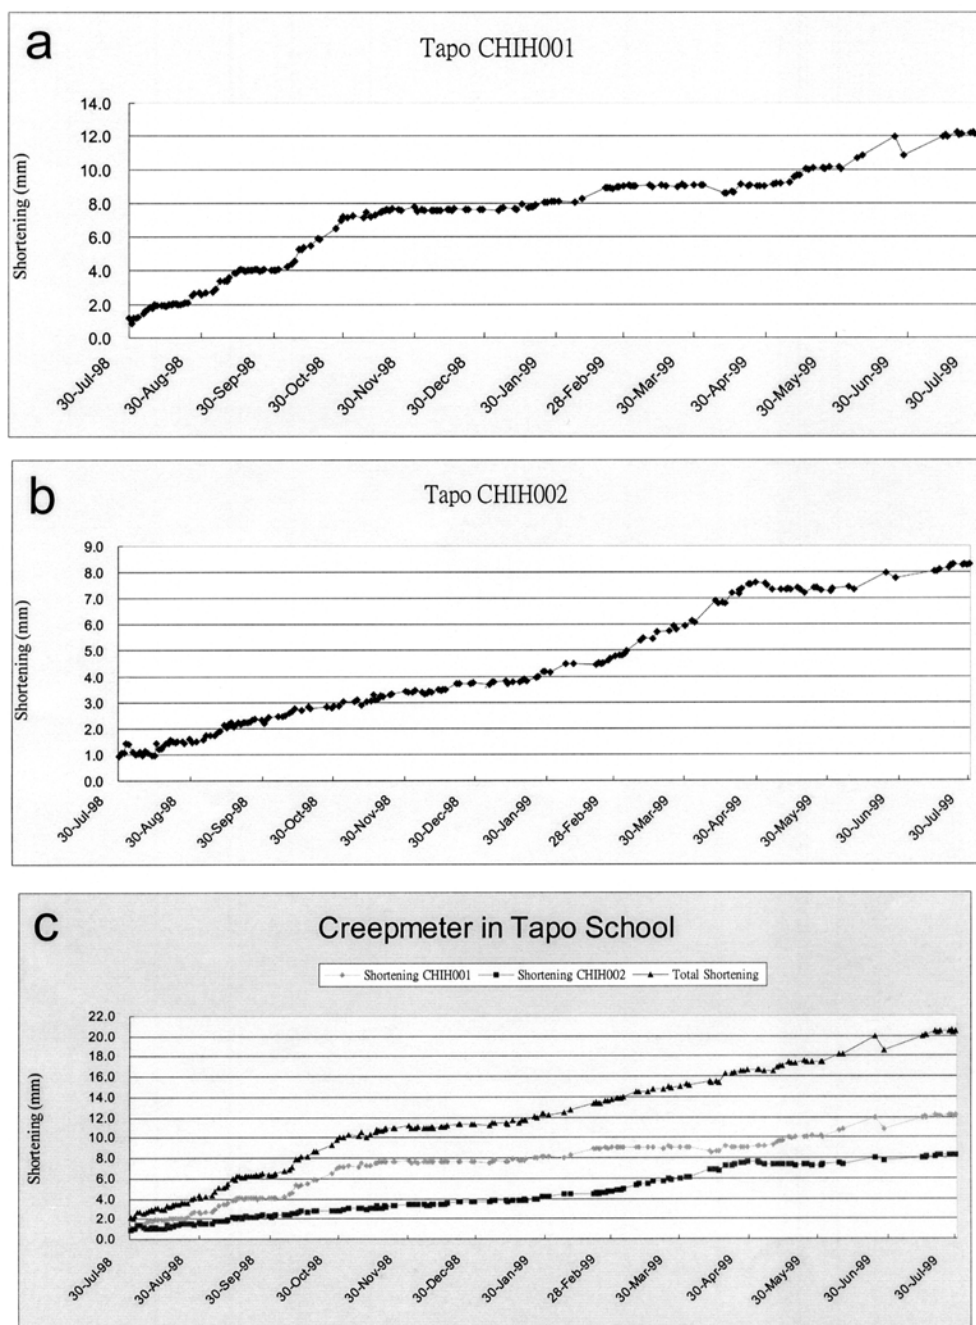 a
Tapo CHIH001
Shortening (mm)
14.0
12.0
10.0
8.0
6.0
4.0
2.0
0.0
30-Jul-98
30-Aug-98
30-Sep-98
30-Oct-98
30-Nov-98
30-Dec-98
30-Jan-99
28-Feb-99
30-Mar-99
30-Apr-99
30-May-99
30-Jun-99
30-Jul-99
b
Tapo CHIH002
Shortening (mm)
9.0
8.0
7.0
6.0
5.0
4.0
3.0
2.0
1.0
0.0
30-Jul-98
30-Aug-98
30-Sep-98
30-Oct-98
30-Nov-98
30-Dec-98
30-Jan-99
28-Feb-99
30-Mar-99
30-Apr-99
30-May-99
30-Jun-99
30-Jul-99
c
Creepmeter in Tapo School
Shortening CHIH001 Shortening CHIH002 Total Shortening
Shortening (mm)
22.0
20.0
18.0
16.0
14.0
12.0
10.0
8.0
6.0
4.0
2.0
0.0
30-Jul-98
30-Aug-98
30-Sep-98
30-Oct-98
30-Nov-98
30-Dec-98
30-Jan-99
28-Feb-99
30-Mar-99
30-Apr-99
30-May-99
30-Jun-99
30-Jul-99